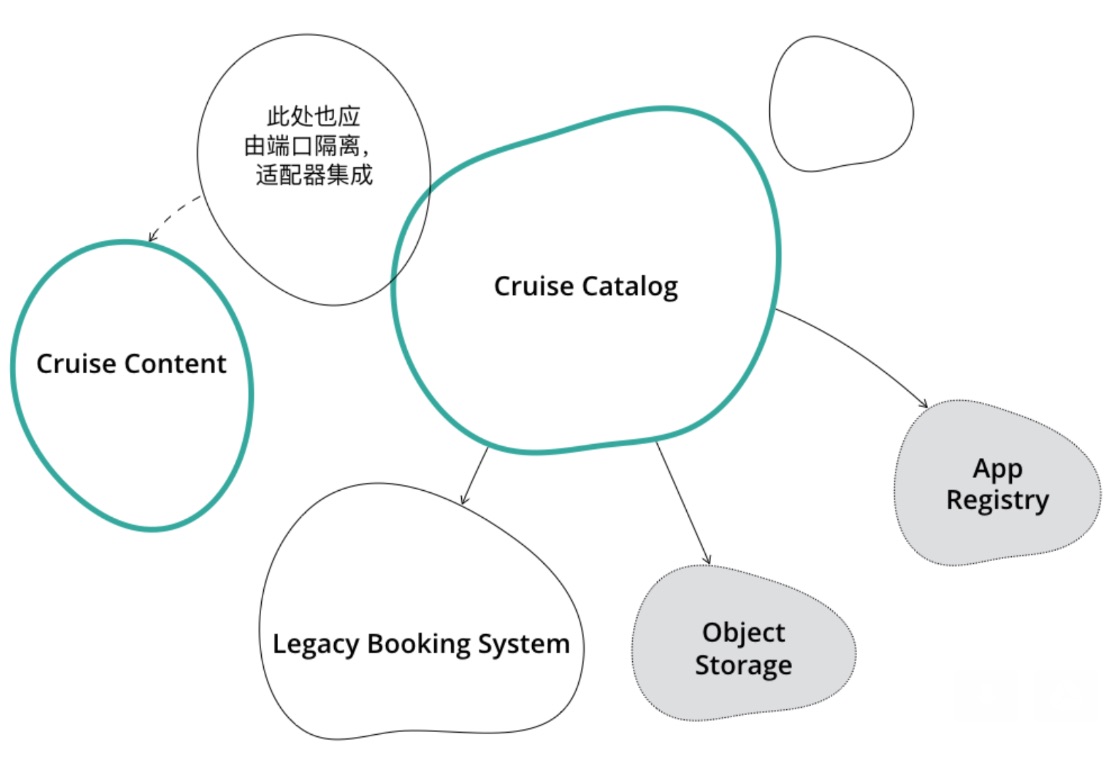 此处也应
由端口隔离，
适配器集成
Cruise Catalog
Cruise Content
App
Registry
Legacy Booking System
Object
Storage